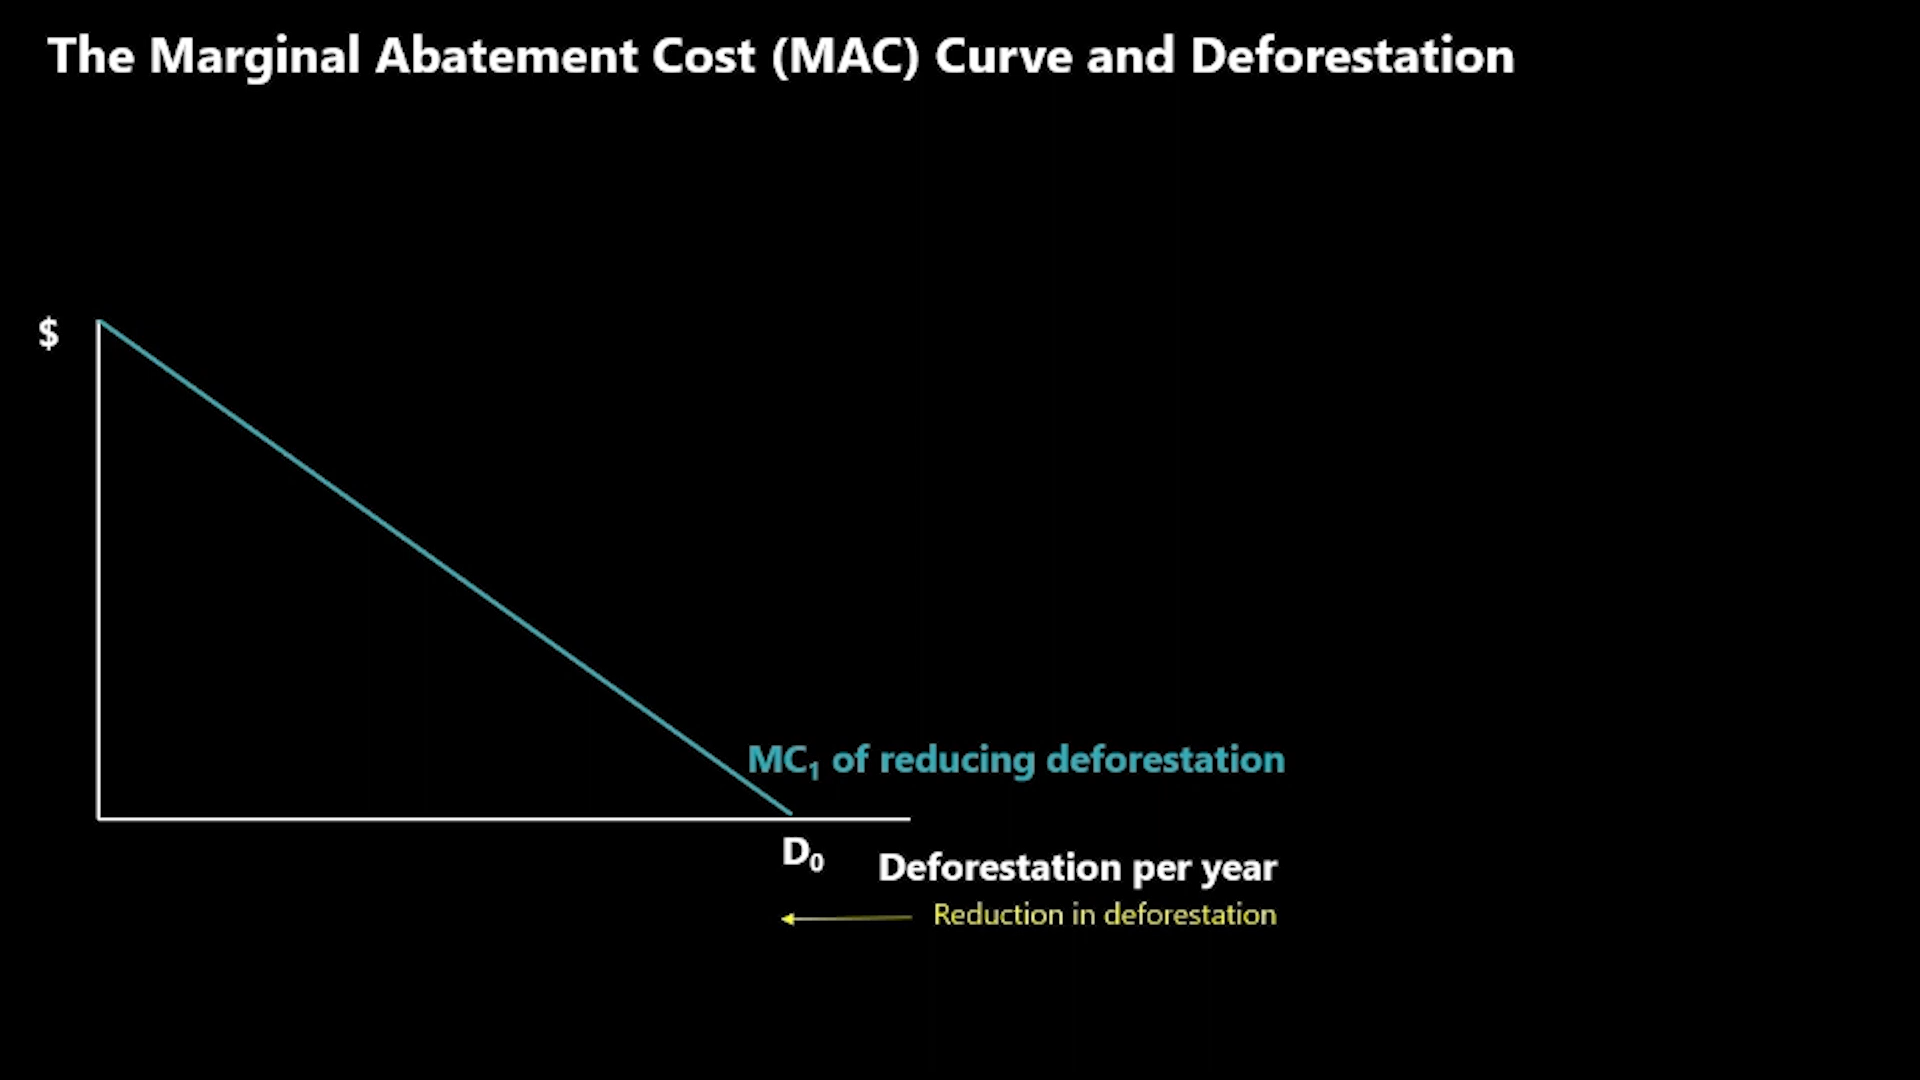 The Marginal Abatement Cost (MAC) Curve and Deforestation
$
MC₁ of reducing deforestation
D₀
Deforestation per year
Reduction in deforestation